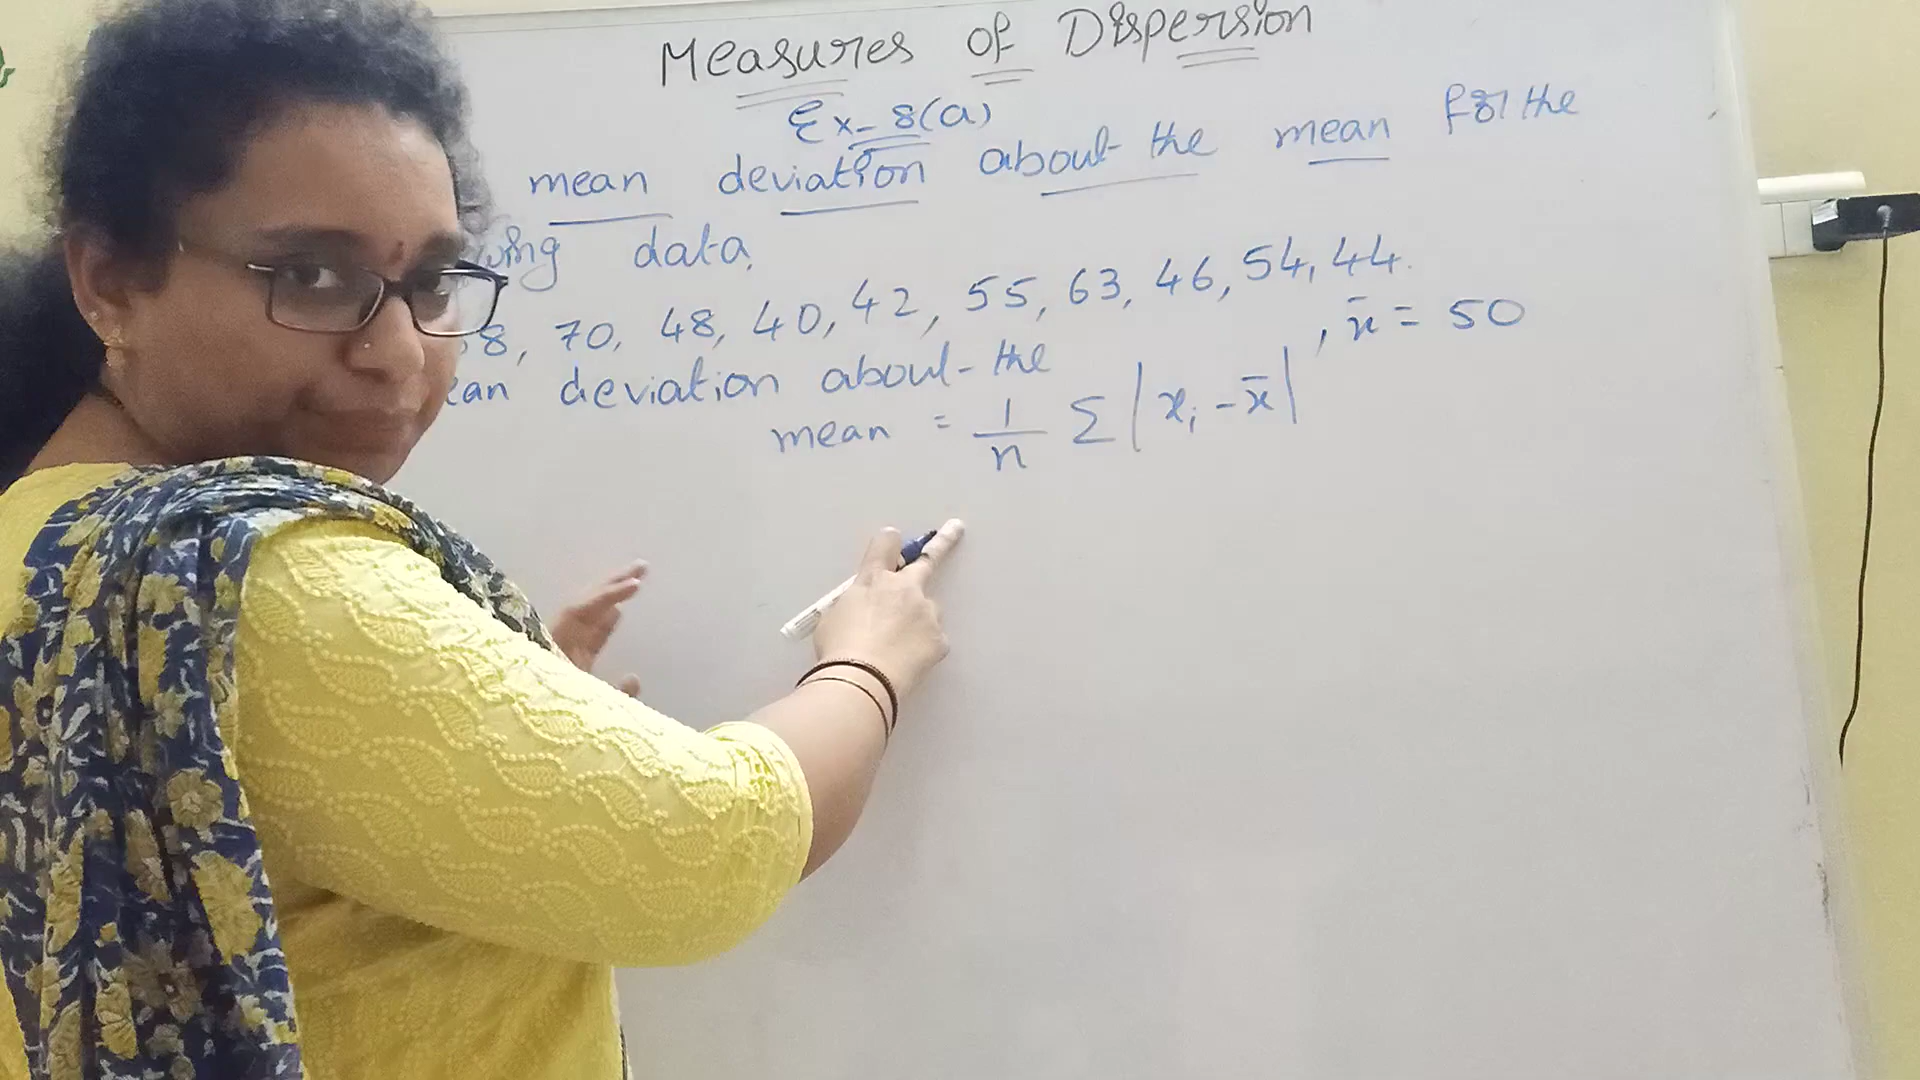 Measures of Dispersion
Ex-8(a)
mean deviation about the mean for the
data.
8, 70, 48, 40, 42, 55, 63, 46, 54, 44.
deviation about the
mean = 1/n Σ|xᵢ - x̄|, x̄ = 50